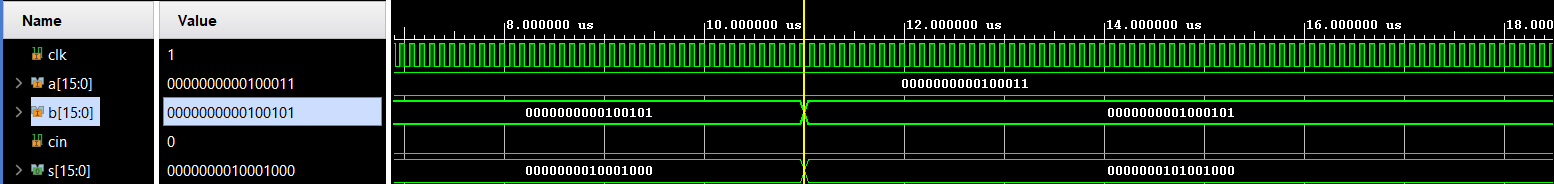 Name Value
8.000000 us 10.000000 us 12.000000 us 14.000000 us 16.000000 us 18.000
clk 1
a[15:0] 0000000000100011 0000000000100011
b[15:0] 0000000000100101 0000000000100101 0000000001000101
cin 0
s[15:0] 0000000010001000 0000000010001000 0000000101001000